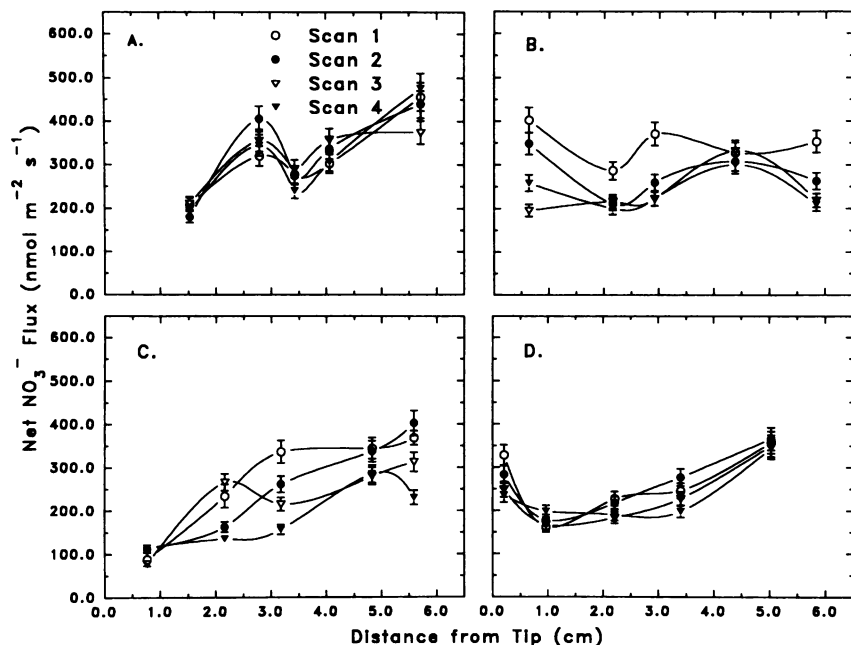 600.0
500.0
400.0
300.0
200.0
100.0
0.0
A.
Scan 1
Scan 2
Scan 3
Scan 4
B.
600.0
500.0
400.0
300.0
200.0
100.0
0.0
C.
D.
0.0 1.0 2.0 3.0 4.0 5.0 6.0
0.0 1.0 2.0 3.0 4.0 5.0 6.0
Net NO₃⁻ Flux (nmol m⁻² s⁻¹)
Distance from Tip (cm)